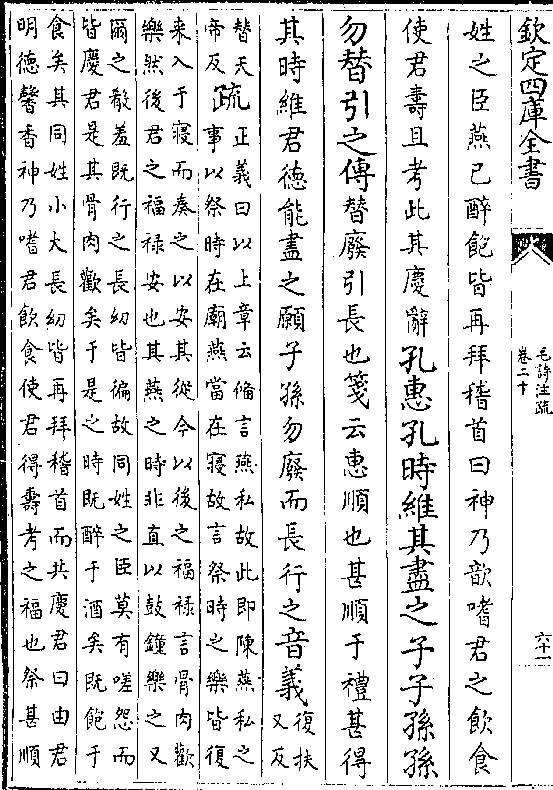 欽定四庫全書
毛詩注疏
卷二十
六十一
姓之臣燕已醉飽皆再拜稽首曰神乃歆嗜君之飲食
使君壽且考此其慶辭孔惠孔時維其盡之子子孫孫
勿替引之傳替廢引長也箋云惠順也甚順于禮甚得
其時維君徳能盡之願子孫勿廢而長行之音義復扶
又反
替天
帝反
疏正義曰以上章云偹言燕私故此即陳燕私之
事以祭時在廟燕當在寢故言祭時之樂皆復
来入于寢而奏之以安其從今以後之福禄言骨肉歡
樂然後君之福禄安也其燕之時非直以鼓鐘樂之又
爾之殽羞既行之長幼皆徧故同姓之臣莫有嗟怨而
皆慶君是其骨肉歡矣于是之時既醉于酒矣既飽于
食矣其同姓小大長幼皆再拜稽首而共慶君曰由君
明德馨香神乃嗜君飲食使君得壽考之福也祭甚順